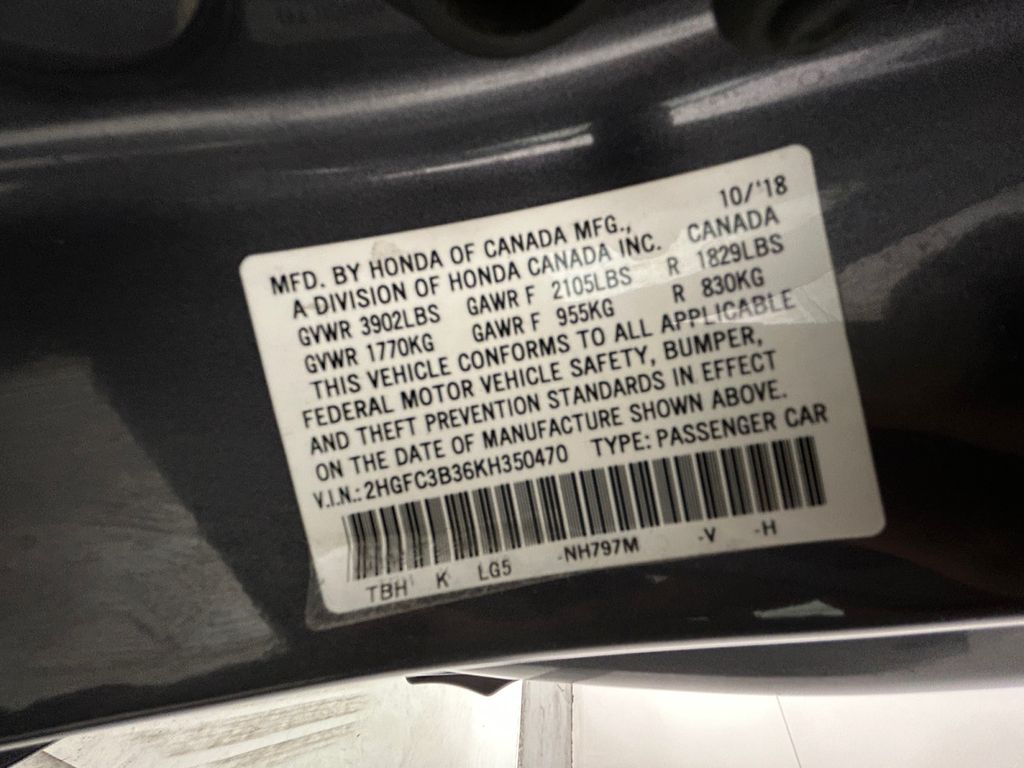 10/'18
MFD. BY HONDA OF CANADA MFG.,
A DIVISION OF HONDA CANADA INC. CANADA
GVWR 3902LBS GAWR F 2105LBS R 1829LBS
GVWR 1770KG GAWR F 955KG R 830KG
THIS VEHICLE CONFORMS TO ALL APPLICABLE
FEDERAL MOTOR VEHICLE SAFETY, BUMPER,
AND THEFT PREVENTION STANDARDS IN EFFECT
ON THE DATE OF MANUFACTURE SHOWN ABOVE.
V.I.N.: 2HGFC3B36KH350470 TYPE: PASSENGER CAR
TBH K LG5 -NH797M -V -H